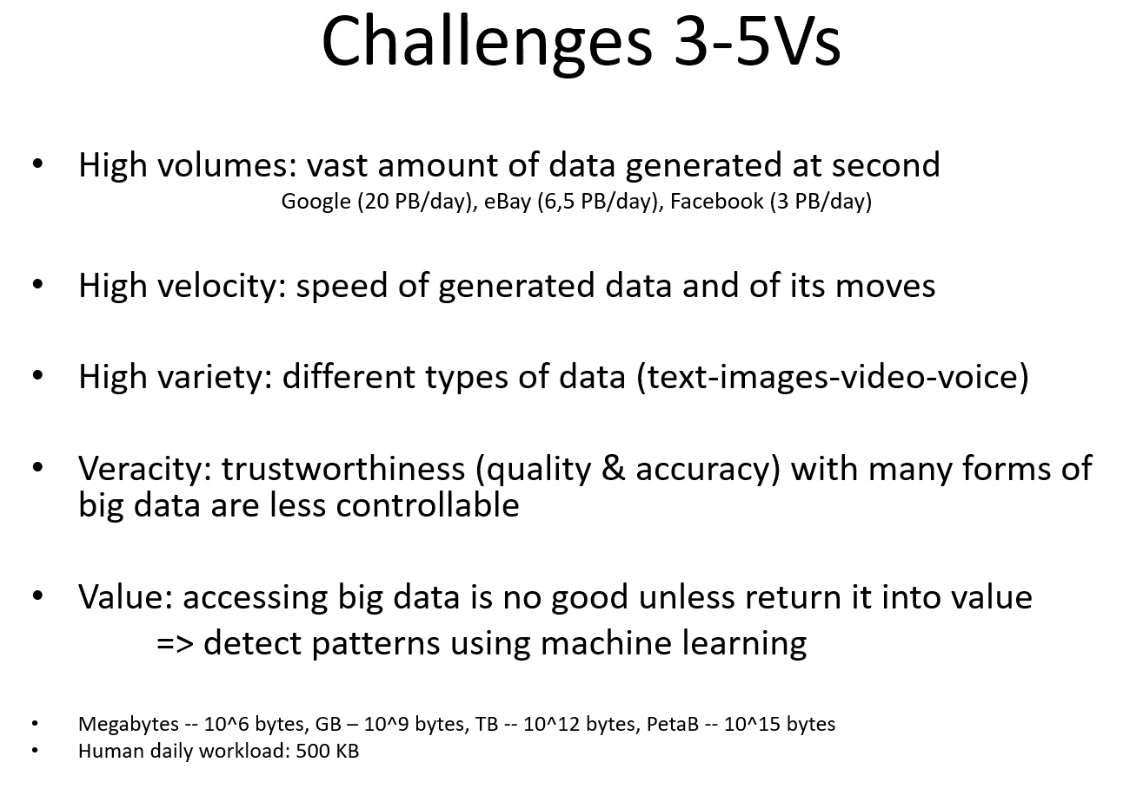 Challenges 3-5Vs
• High volumes: vast amount of data generated at second
Google (20 PB/day), eBay (6,5 PB/day), Facebook (3 PB/day)
• High velocity: speed of generated data and of its moves
• High variety: different types of data (text-images-video-voice)
• Veracity: trustworthiness (quality & accuracy) with many forms of
big data are less controllable
• Value: accessing big data is no good unless return it into value
=> detect patterns using machine learning
• Megabytes -- 10^6 bytes, GB – 10^9 bytes, TB -- 10^12 bytes, PetaB -- 10^15 bytes
• Human daily workload: 500 KB